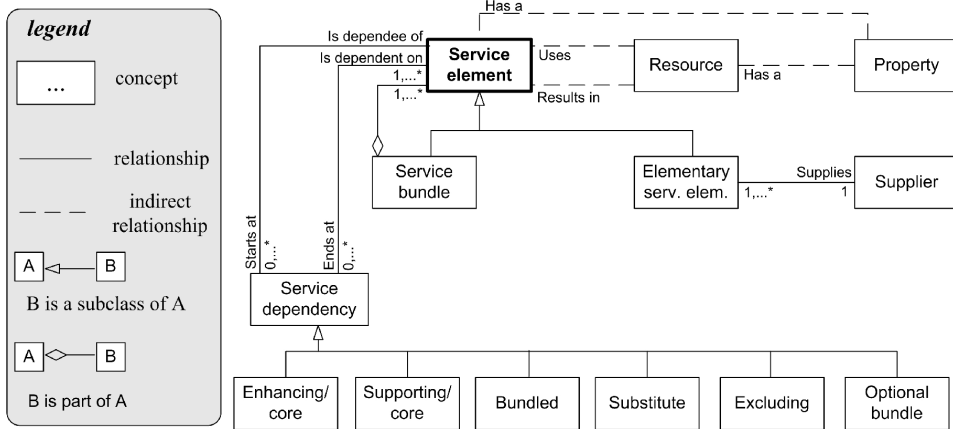 legend
...
concept
relationship
indirect
relationship
A
B
B is a subclass of A
A
B
B is part of A
Has a
Is dependee of
Is dependent on
1,...*
1,...*
Service
element
Uses
Results in
Resource
Has a
Property
Service
bundle
Elementary
serv. elem.
Supplies
1,...*
1
Supplier
Starts at
0,...*
Ends at
0,...*
Service
dependency
Enhancing/
core
Supporting/
core
Bundled
Substitute
Excluding
Optional
bundle